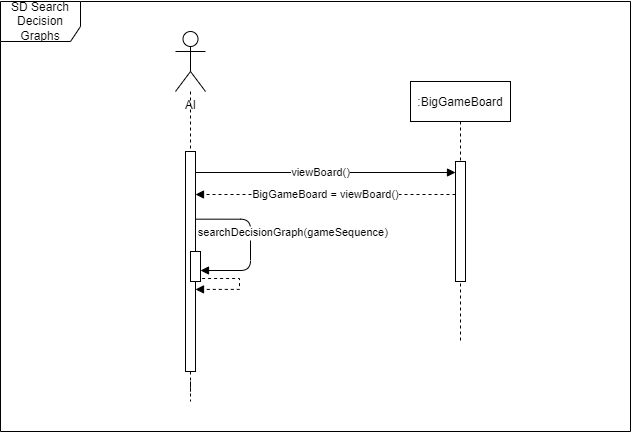 SD Search
Decision
Graphs
AI
:BigGameBoard
viewBoard()
BigGameBoard = viewBoard()
searchDecisionGraph(gameSequence)